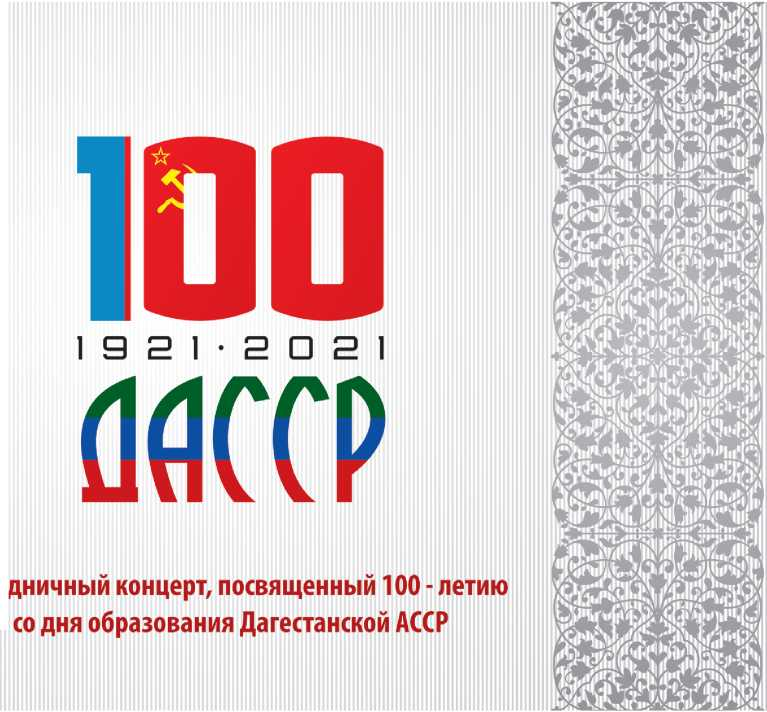 100
1921·2021
ДАССР
дничный концерт, посвященный 100 - летию
со дня образования Дагестанской АССР